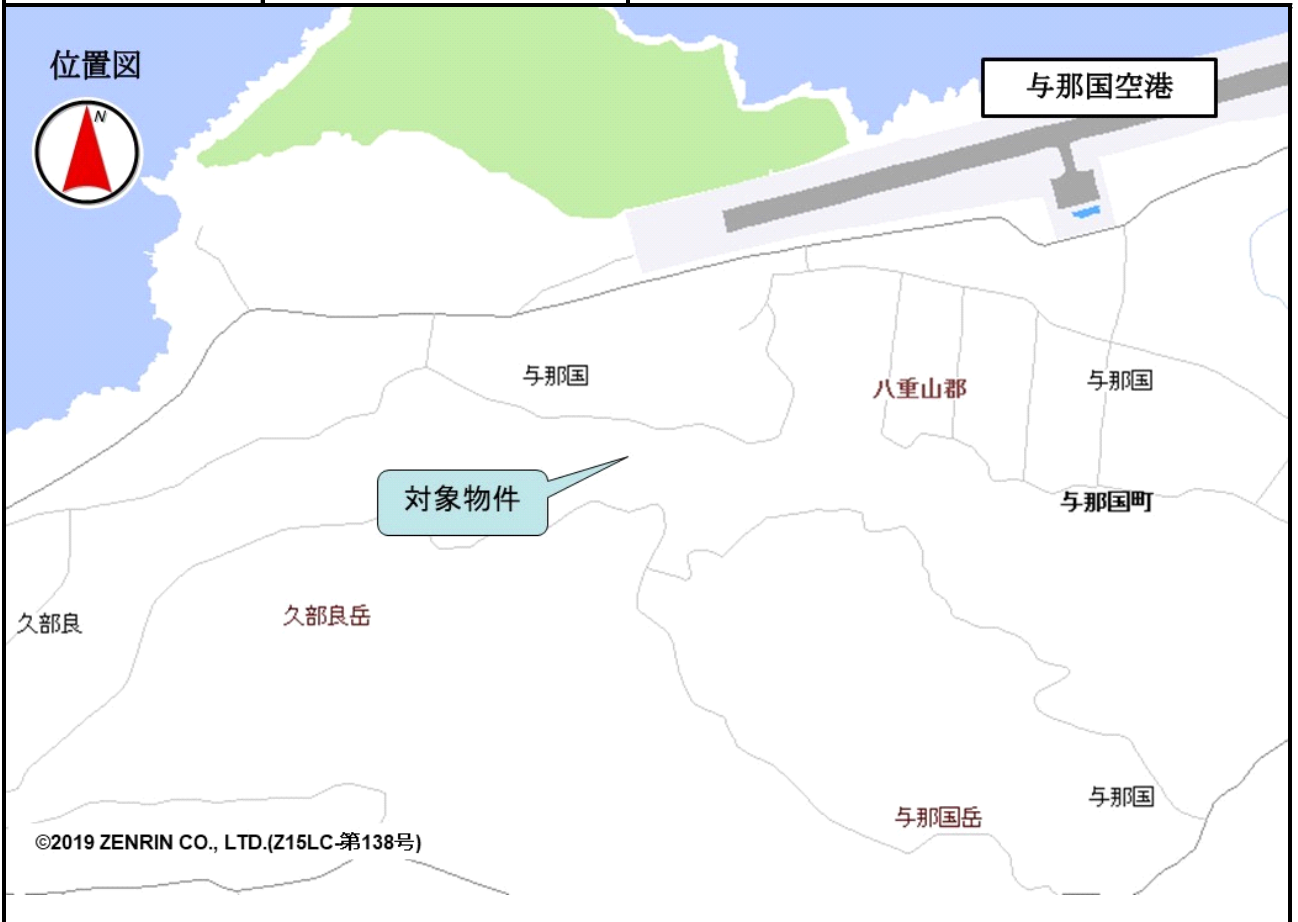 位置図
N
与那国空港
与那国
八重山郡
与那国
対象物件
与那国町
久部良
久部良岳
与那国岳
与那国
©2019 ZENRIN CO., LTD.(Z15LC-第138号)